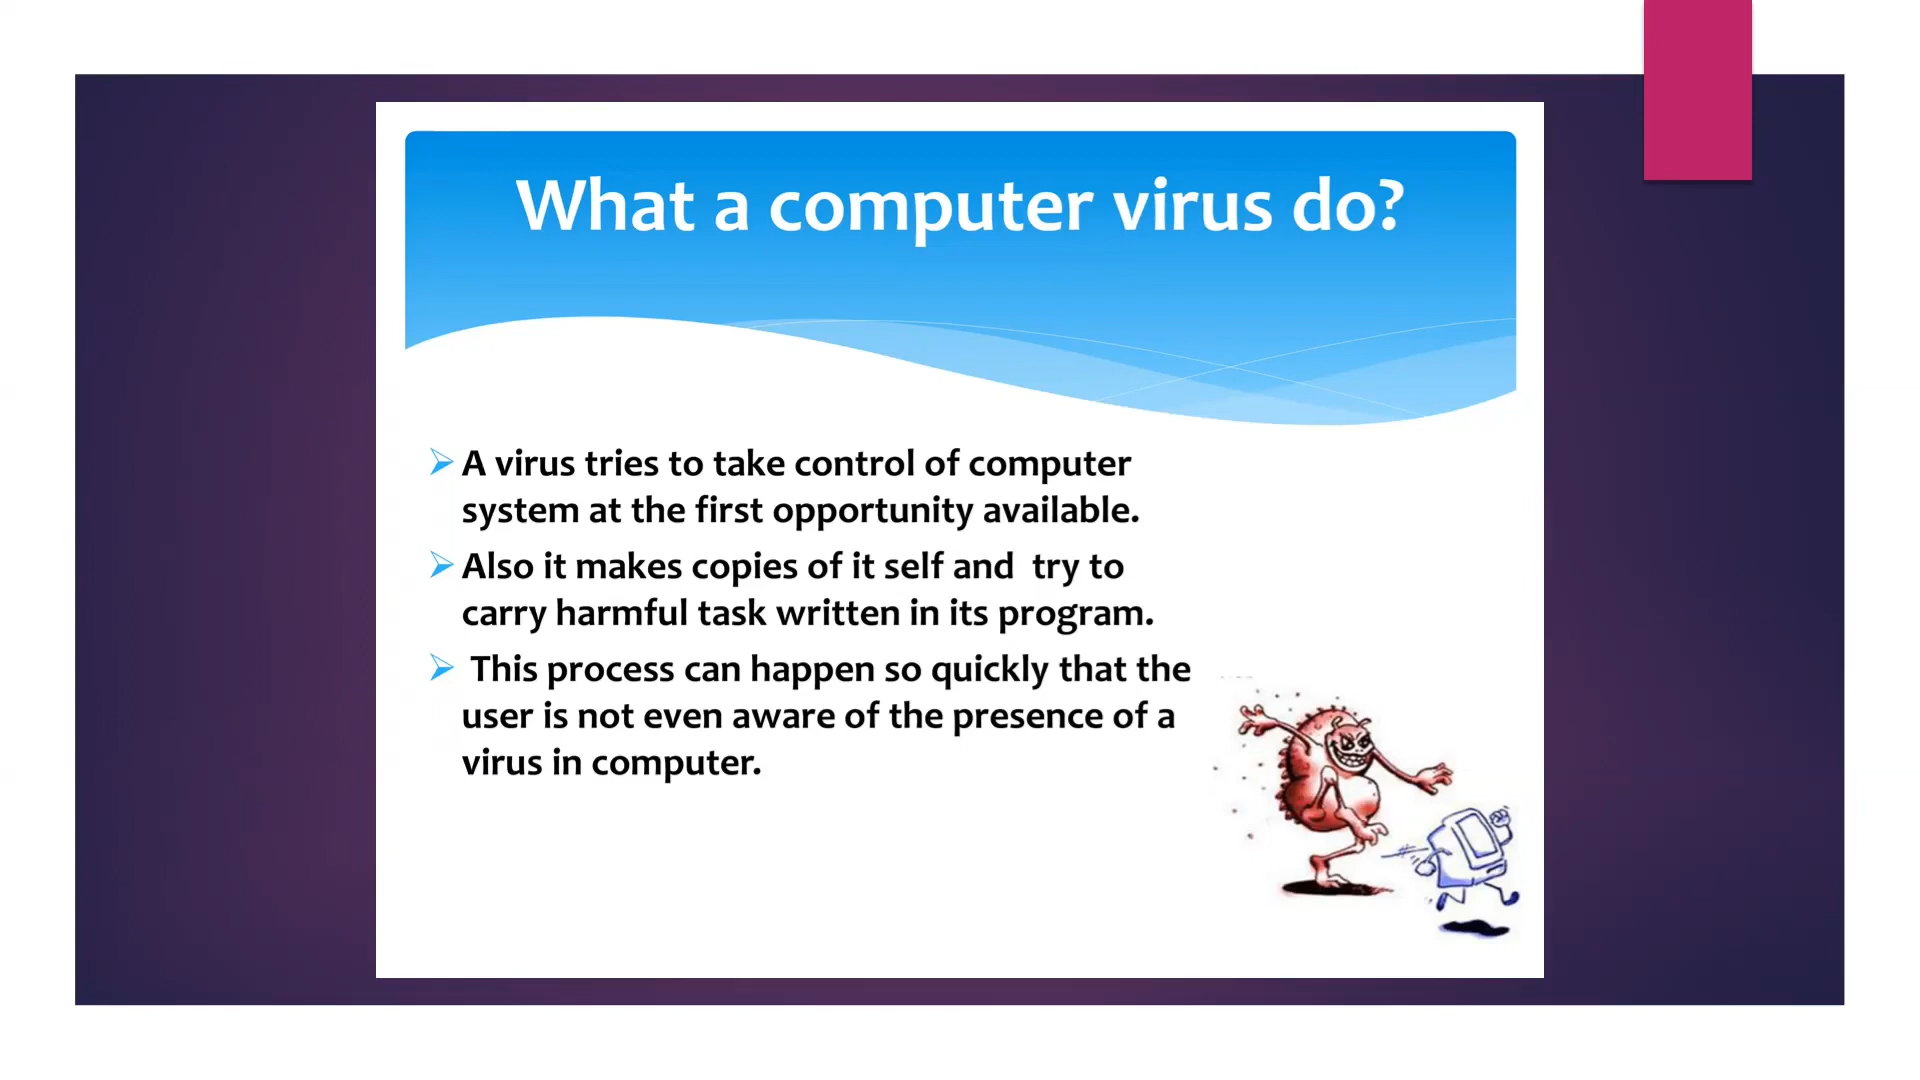 What a computer virus do?
A virus tries to take control of computer
system at the first opportunity available.
Also it makes copies of it self and  try to
carry harmful task written in its program.
This process can happen so quickly that the
user is not even aware of the presence of a
virus in computer.